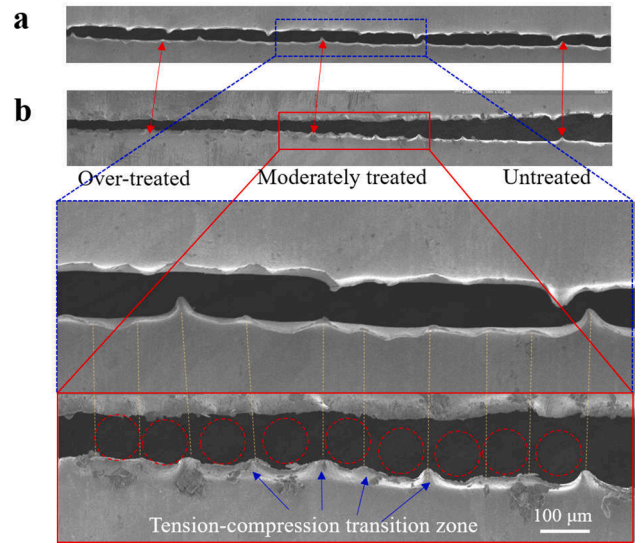 a
b
Over-treated Moderately treated Untreated
Tension-compression transition zone
100 μm